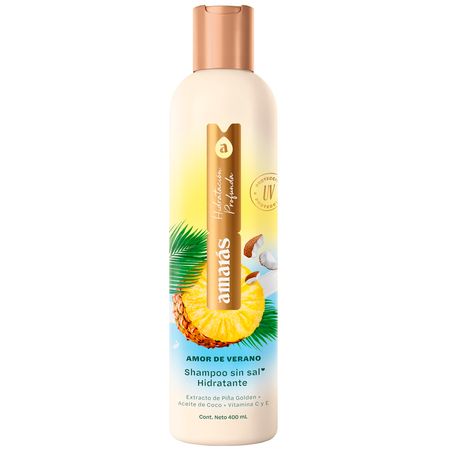 a
Hidratación
Profunda
amarás
UV
AMOR DE VERANO
Shampoo sin sal
Hidratante
Extracto de Piña Golden +
Aceite de Coco + Vitamina C y E
Cont. Neto 400 mL